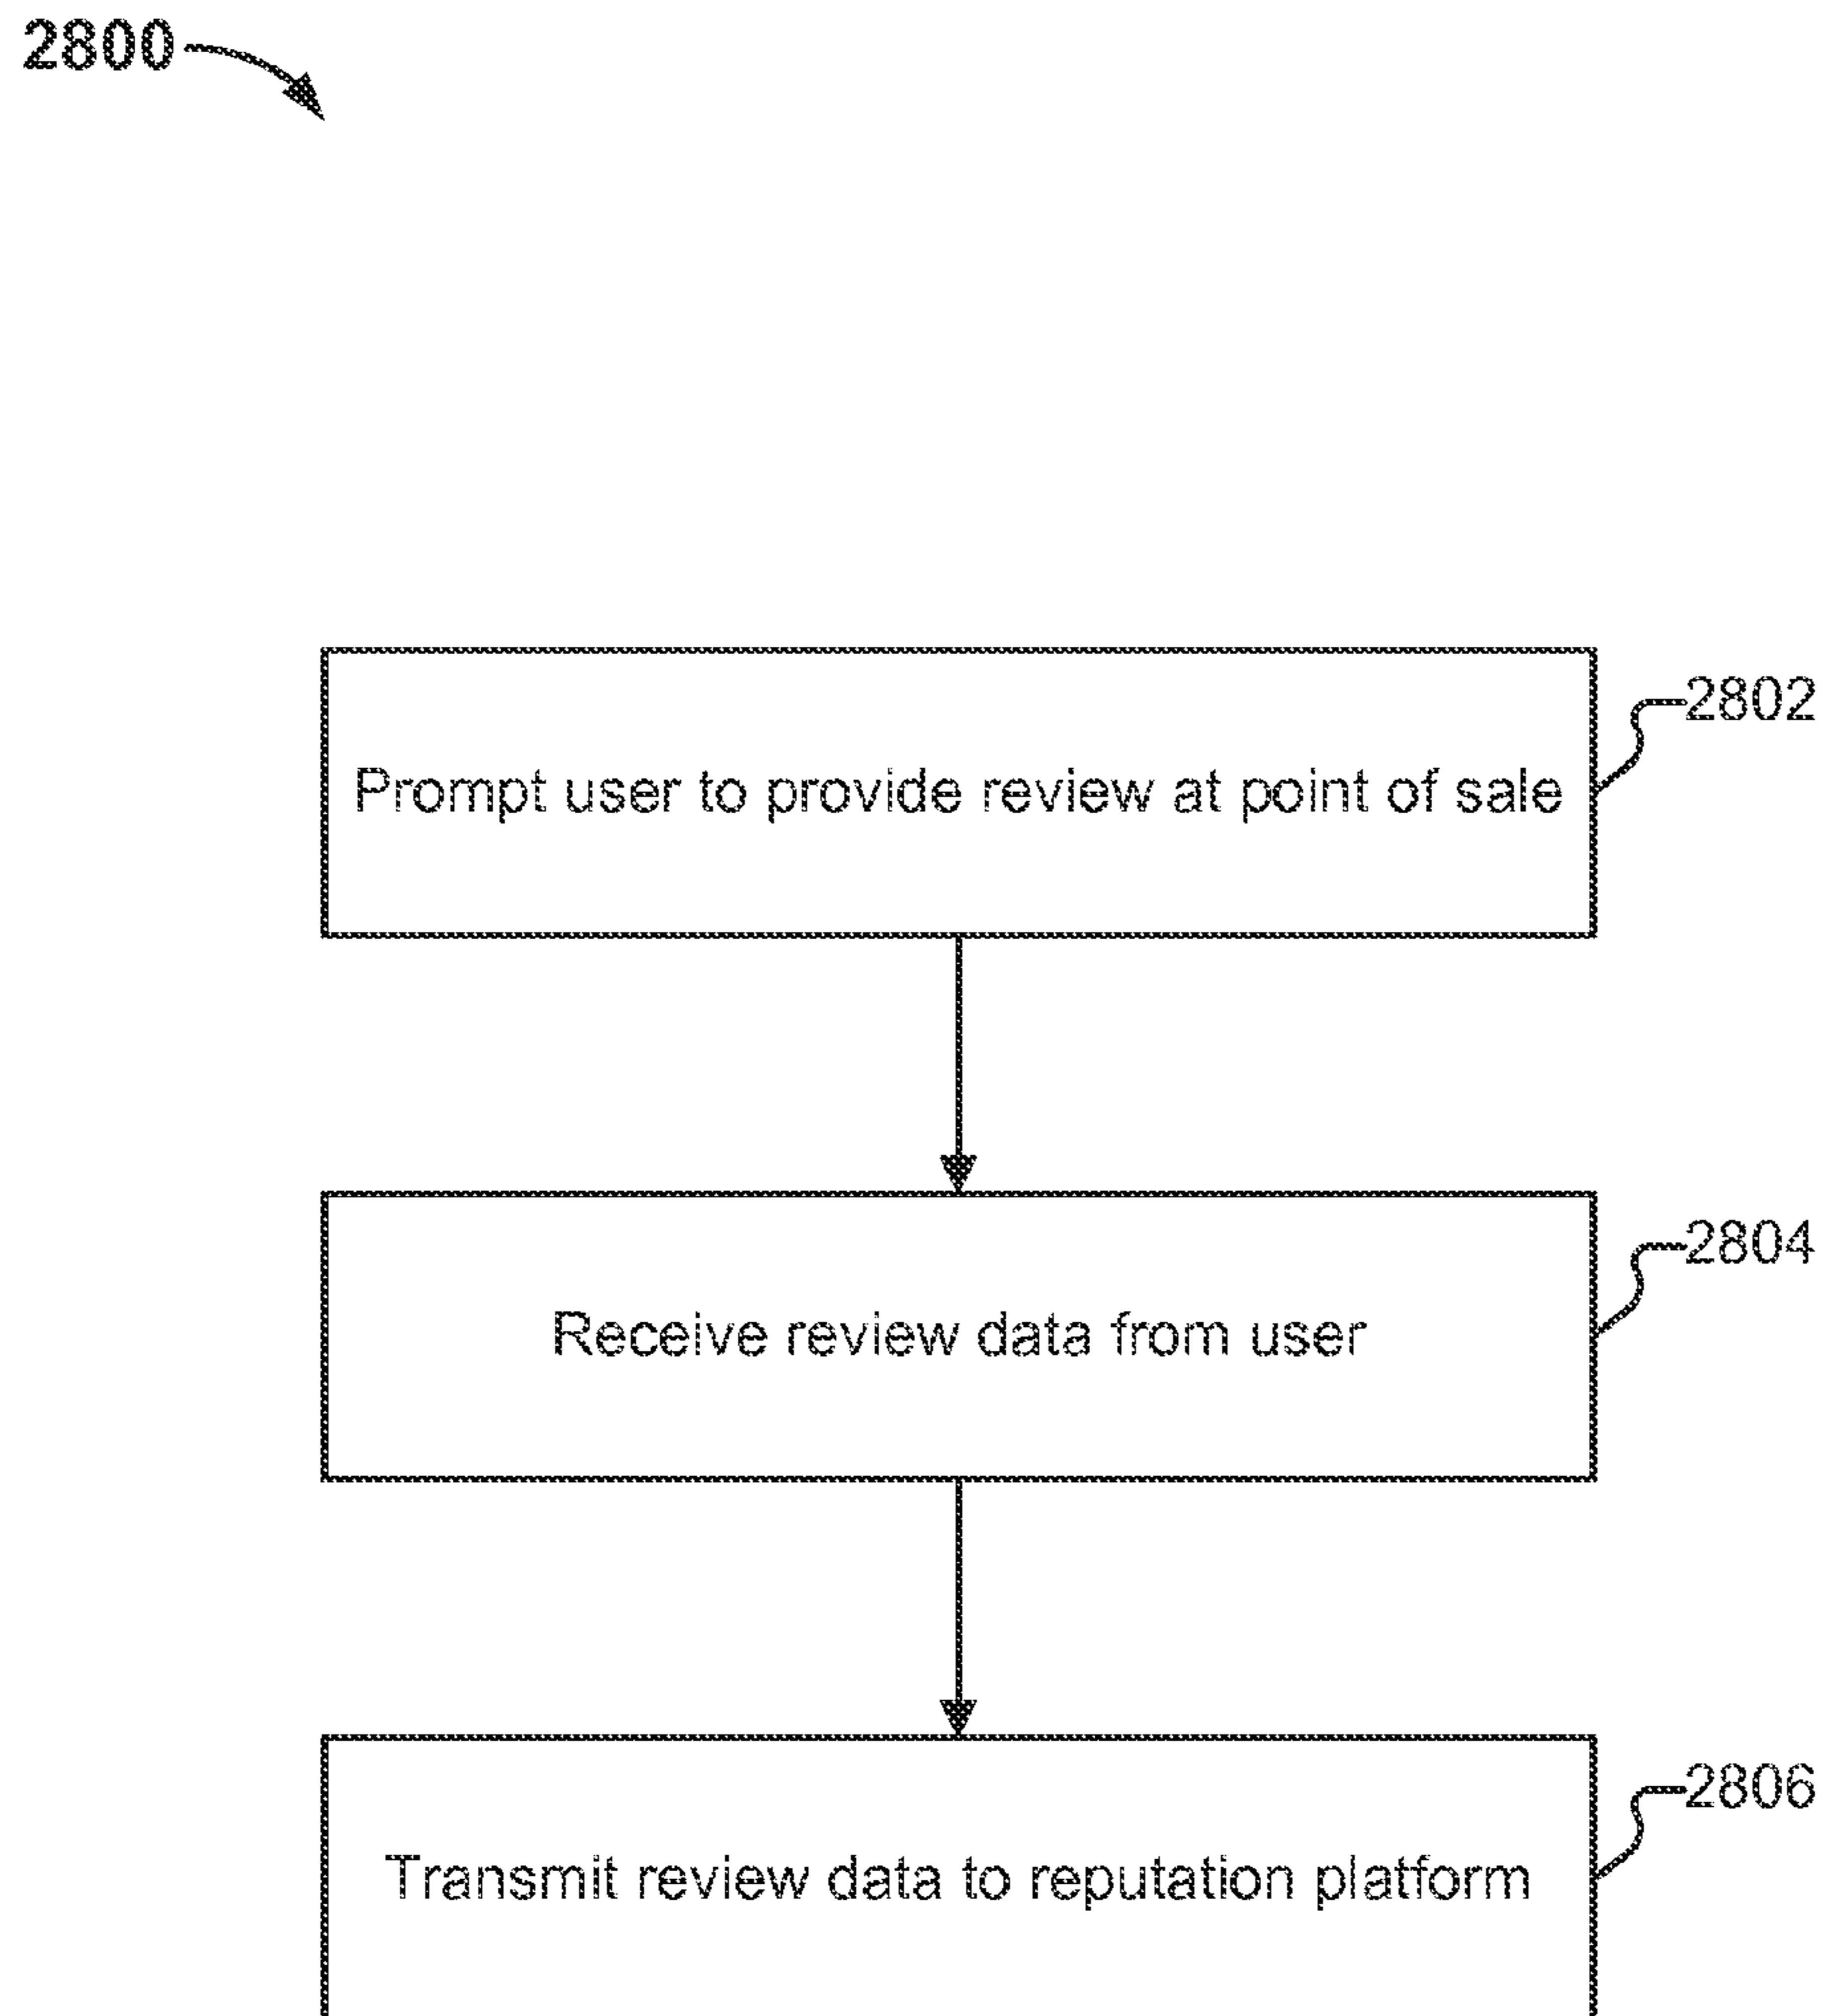 2800
Prompt user to provide review at point of sale
2802
Receive review data from user
2804
Transmit review data to reputation platform
2806